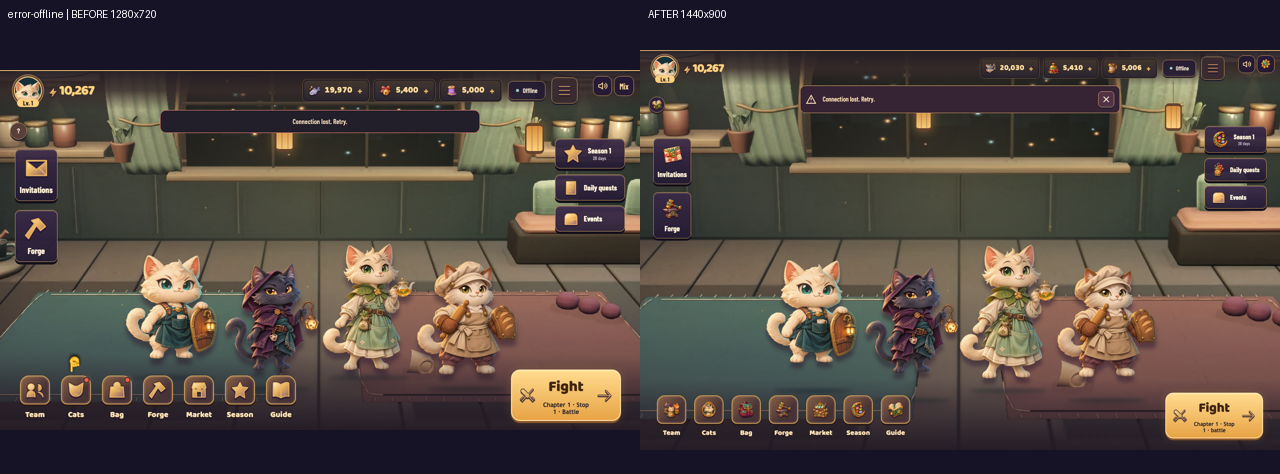 error-offline | BEFORE 1280x720
Lv. 1
10,267
19,970 +
5,400 +
5,000 +
Offline
Mix
Connection lost. Retry.
?
Invitations
Forge
Season 1
28 days
Daily quests
Events
Team
Cats
Bag
Forge
Market
Season
Guide
Fight
Chapter 1 · Stop
1 · Battle
AFTER 1440x900
Lv. 1
10,267
20,030 +
5,410 +
5,006 +
Offline
Connection lost. Retry.
Invitations
Forge
Season 1
Daily quests
Events
Team
Cats
Bag
Forge
Market
Season
Guide
Fight
Chapter 1 · Stop
1 · battle